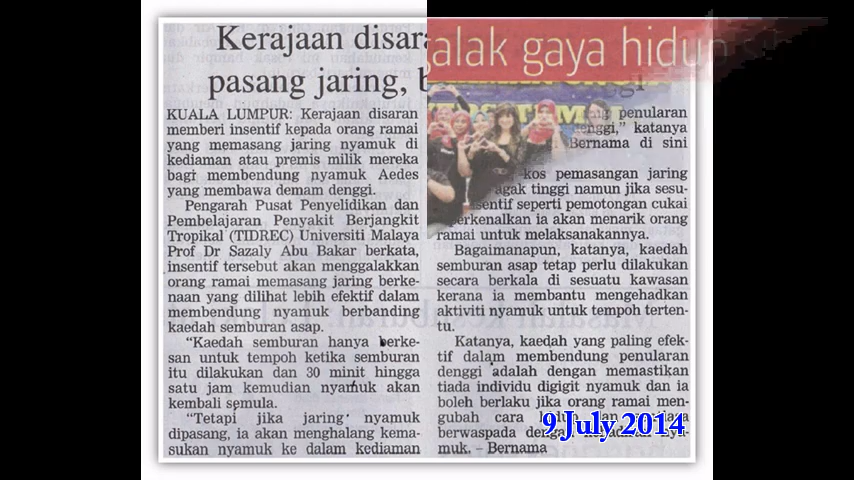 Kerajaan disara
pasang jaring, b
galak gaya hidup
KUALA LUMPUR: Kerajaan disaran
memberi insentif kepada orang ramai
yang memasang jaring nyamuk di
kediaman atau premis milik mereka
bagi membendung nyamuk Aedes
yang membawa demam denggi.
Pengarah Pusat Penyelidikan dan
Pembelajaran Penyakit Berjangkit
Tropikal (TIDREC) Universiti Malaya
Prof Dr Sazaly Abu Bakar berkata,
insentif tersebut akan menggalakkan
orang ramai memasang jaring berke-
naan yang dilihat lebih efektif dalam
membendung nyamuk berbanding
kaedah semburan asap.
“Kaedah semburan hanya berke-
san untuk tempoh ketika semburan
itu dilakukan dan 30 minit hingga
satu jam kemudian nyamuk akan
kembali semula.
“Tetapi jika jaring nyamuk
dipasang, ia akan menghalang kema-
sukan nyamuk ke dalam kediaman
penularan
denggi,” katanya
Bernama di sini
kos pemasangan jaring
agak tinggi namun jika sesu-
insentif seperti pemotongan cukai
diperkenalkan ia akan menarik orang
ramai untuk melaksanakannya.
Bagaimanapun, katanya, kaedah
semburan asap tetap perlu dilakukan
secara berkala di sesuatu kawasan
kerana ia membantu mengehadkan
aktiviti nyamuk untuk tempoh terten-
tu.
Katanya, kaedah yang paling efek-
tif dalam membendung penularan
denggi adalah dengan memastikan
tiada individu digigit nyamuk dan ia
boleh berlaku jika orang ramai men-
gubah cara
berwaspada
muk. – Bernama
9 July 2014